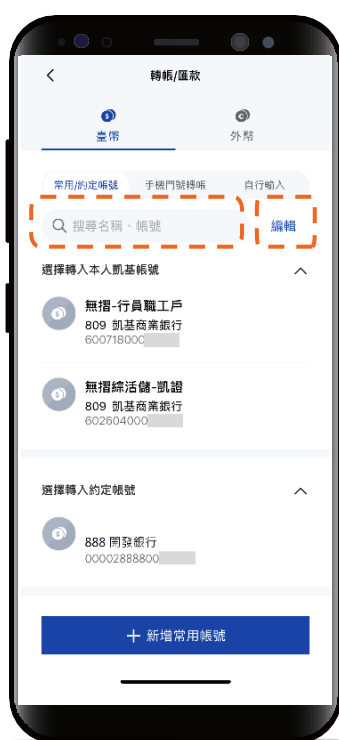 轉帳/匯款
臺幣
外幣
常用/約定帳號
手機門號轉帳
自行輸入
搜尋名稱、帳號
編輯
選擇轉入本人凱基帳號
無摺-行員職工戶
809 凱基商業銀行
600718000
無摺綜活儲-凱證
809 凱基商業銀行
602604000
選擇轉入約定帳號
888 開發銀行
00002888800
＋ 新增常用帳號